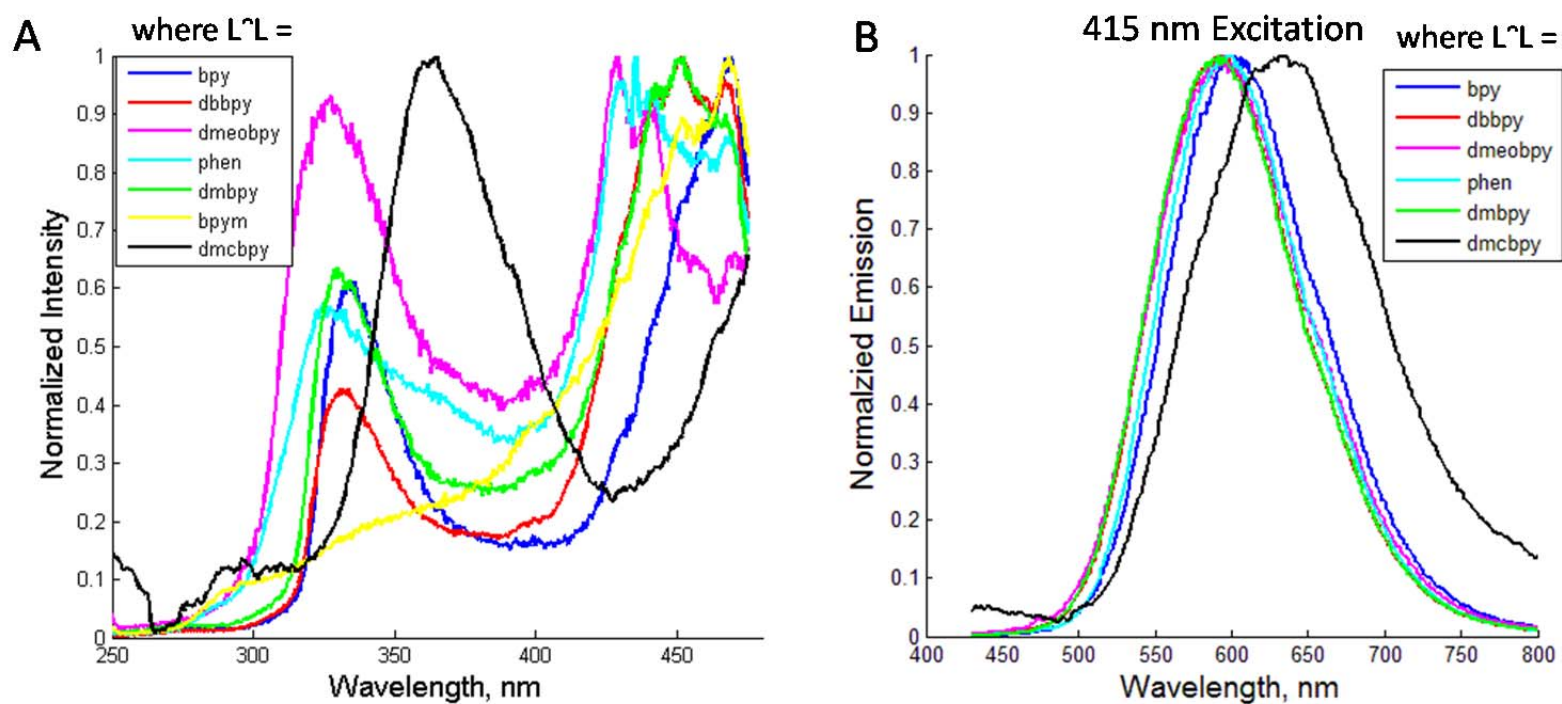 A
where L^L =
bpy
dbbpy
dmeobpy
phen
dmbpy
bpym
dmcbpy
Normalized Intensity
1
0.9
0.8
0.7
0.6
0.5
0.4
0.3
0.2
0.1
0
250 300 350 400 450
Wavelength, nm
B
415 nm Excitation
where L^L =
bpy
dbbpy
dmeobpy
phen
dmbpy
dmcbpy
Normalzied Emission
1
0.9
0.8
0.7
0.6
0.5
0.4
0.3
0.2
0.1
0
400 450 500 550 600 650 700 750 800
Wavelength, nm